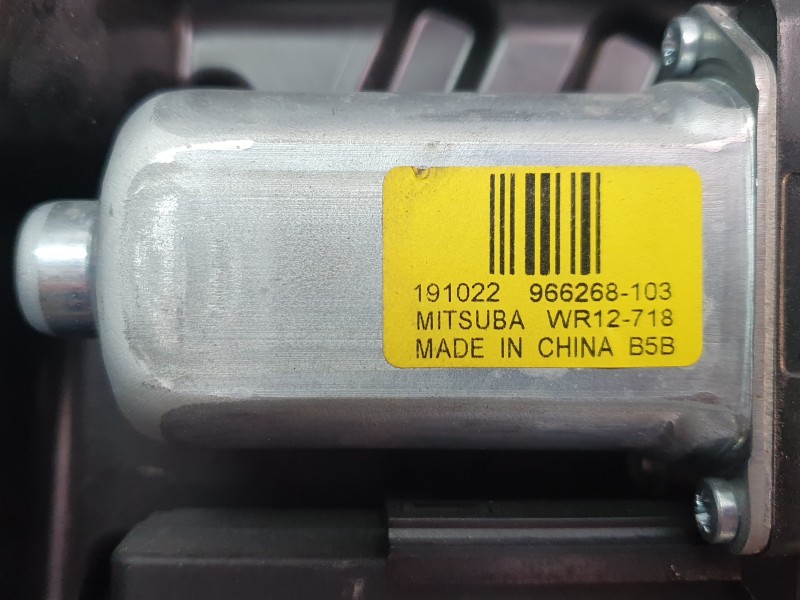 191022 966268-103
MITSUBA WR12-718
MADE IN CHINA B5B